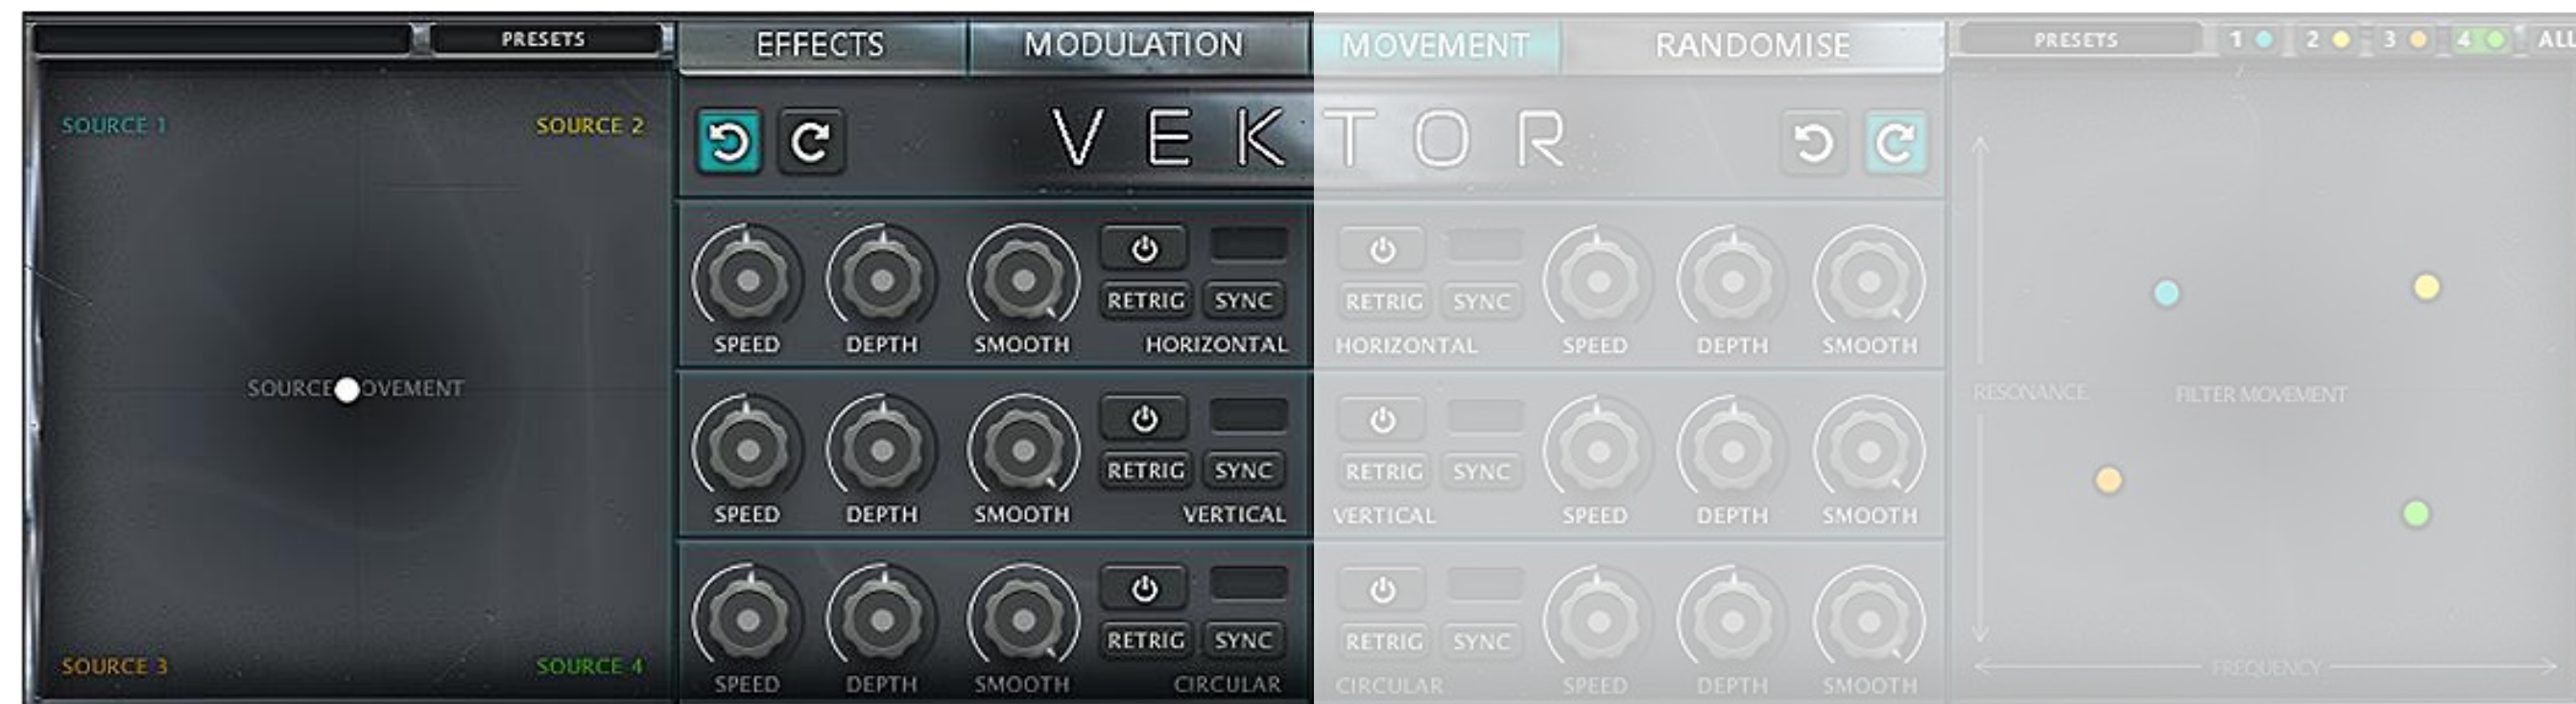 PRESETS EFFECTS MODULATION MOVEMENT RANDOMISE PRESETS 1 2 3 4 ALL
SOURCE 1 SOURCE 2 VEKTOR
RETRIG SYNC RETRIG SYNC
SPEED DEPTH SMOOTH HORIZONTAL HORIZONTAL SPEED DEPTH SMOOTH
SOURCE MOVEMENT RESONANCE FILTER MOVEMENT
RETRIG SYNC RETRIG SYNC
SPEED DEPTH SMOOTH VERTICAL VERTICAL SPEED DEPTH SMOOTH
RETRIG SYNC RETRIG SYNC
SOURCE 3 SOURCE 4 FREQUENCY
SPEED DEPTH SMOOTH CIRCULAR CIRCULAR SPEED DEPTH SMOOTH